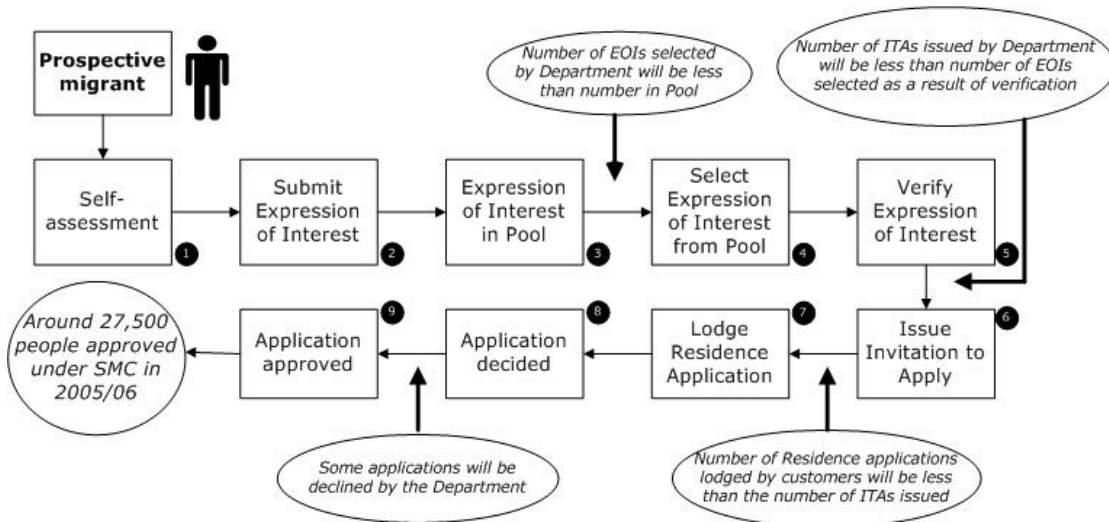 Prospective
migrant
Number of EOIs selected
by Department will be less
than number in Pool
Number of ITAs issued by Department
will be less than number of EOIs
selected as a result of verification
Self-
assessment
1
Submit
Expression
of Interest
2
Expression
of Interest
in Pool
3
Select
Expression
of Interest
from Pool
4
Verify
Expression
of Interest
5
Issue
Invitation to
Apply
6
Lodge
Residence
Application
7
Application
decided
8
Application
approved
9
Around 27,500
people approved
under SMC in
2005/06
Some applications will be
declined by the Department
Number of Residence applications
lodged by customers will be less
than the number of ITAs issued